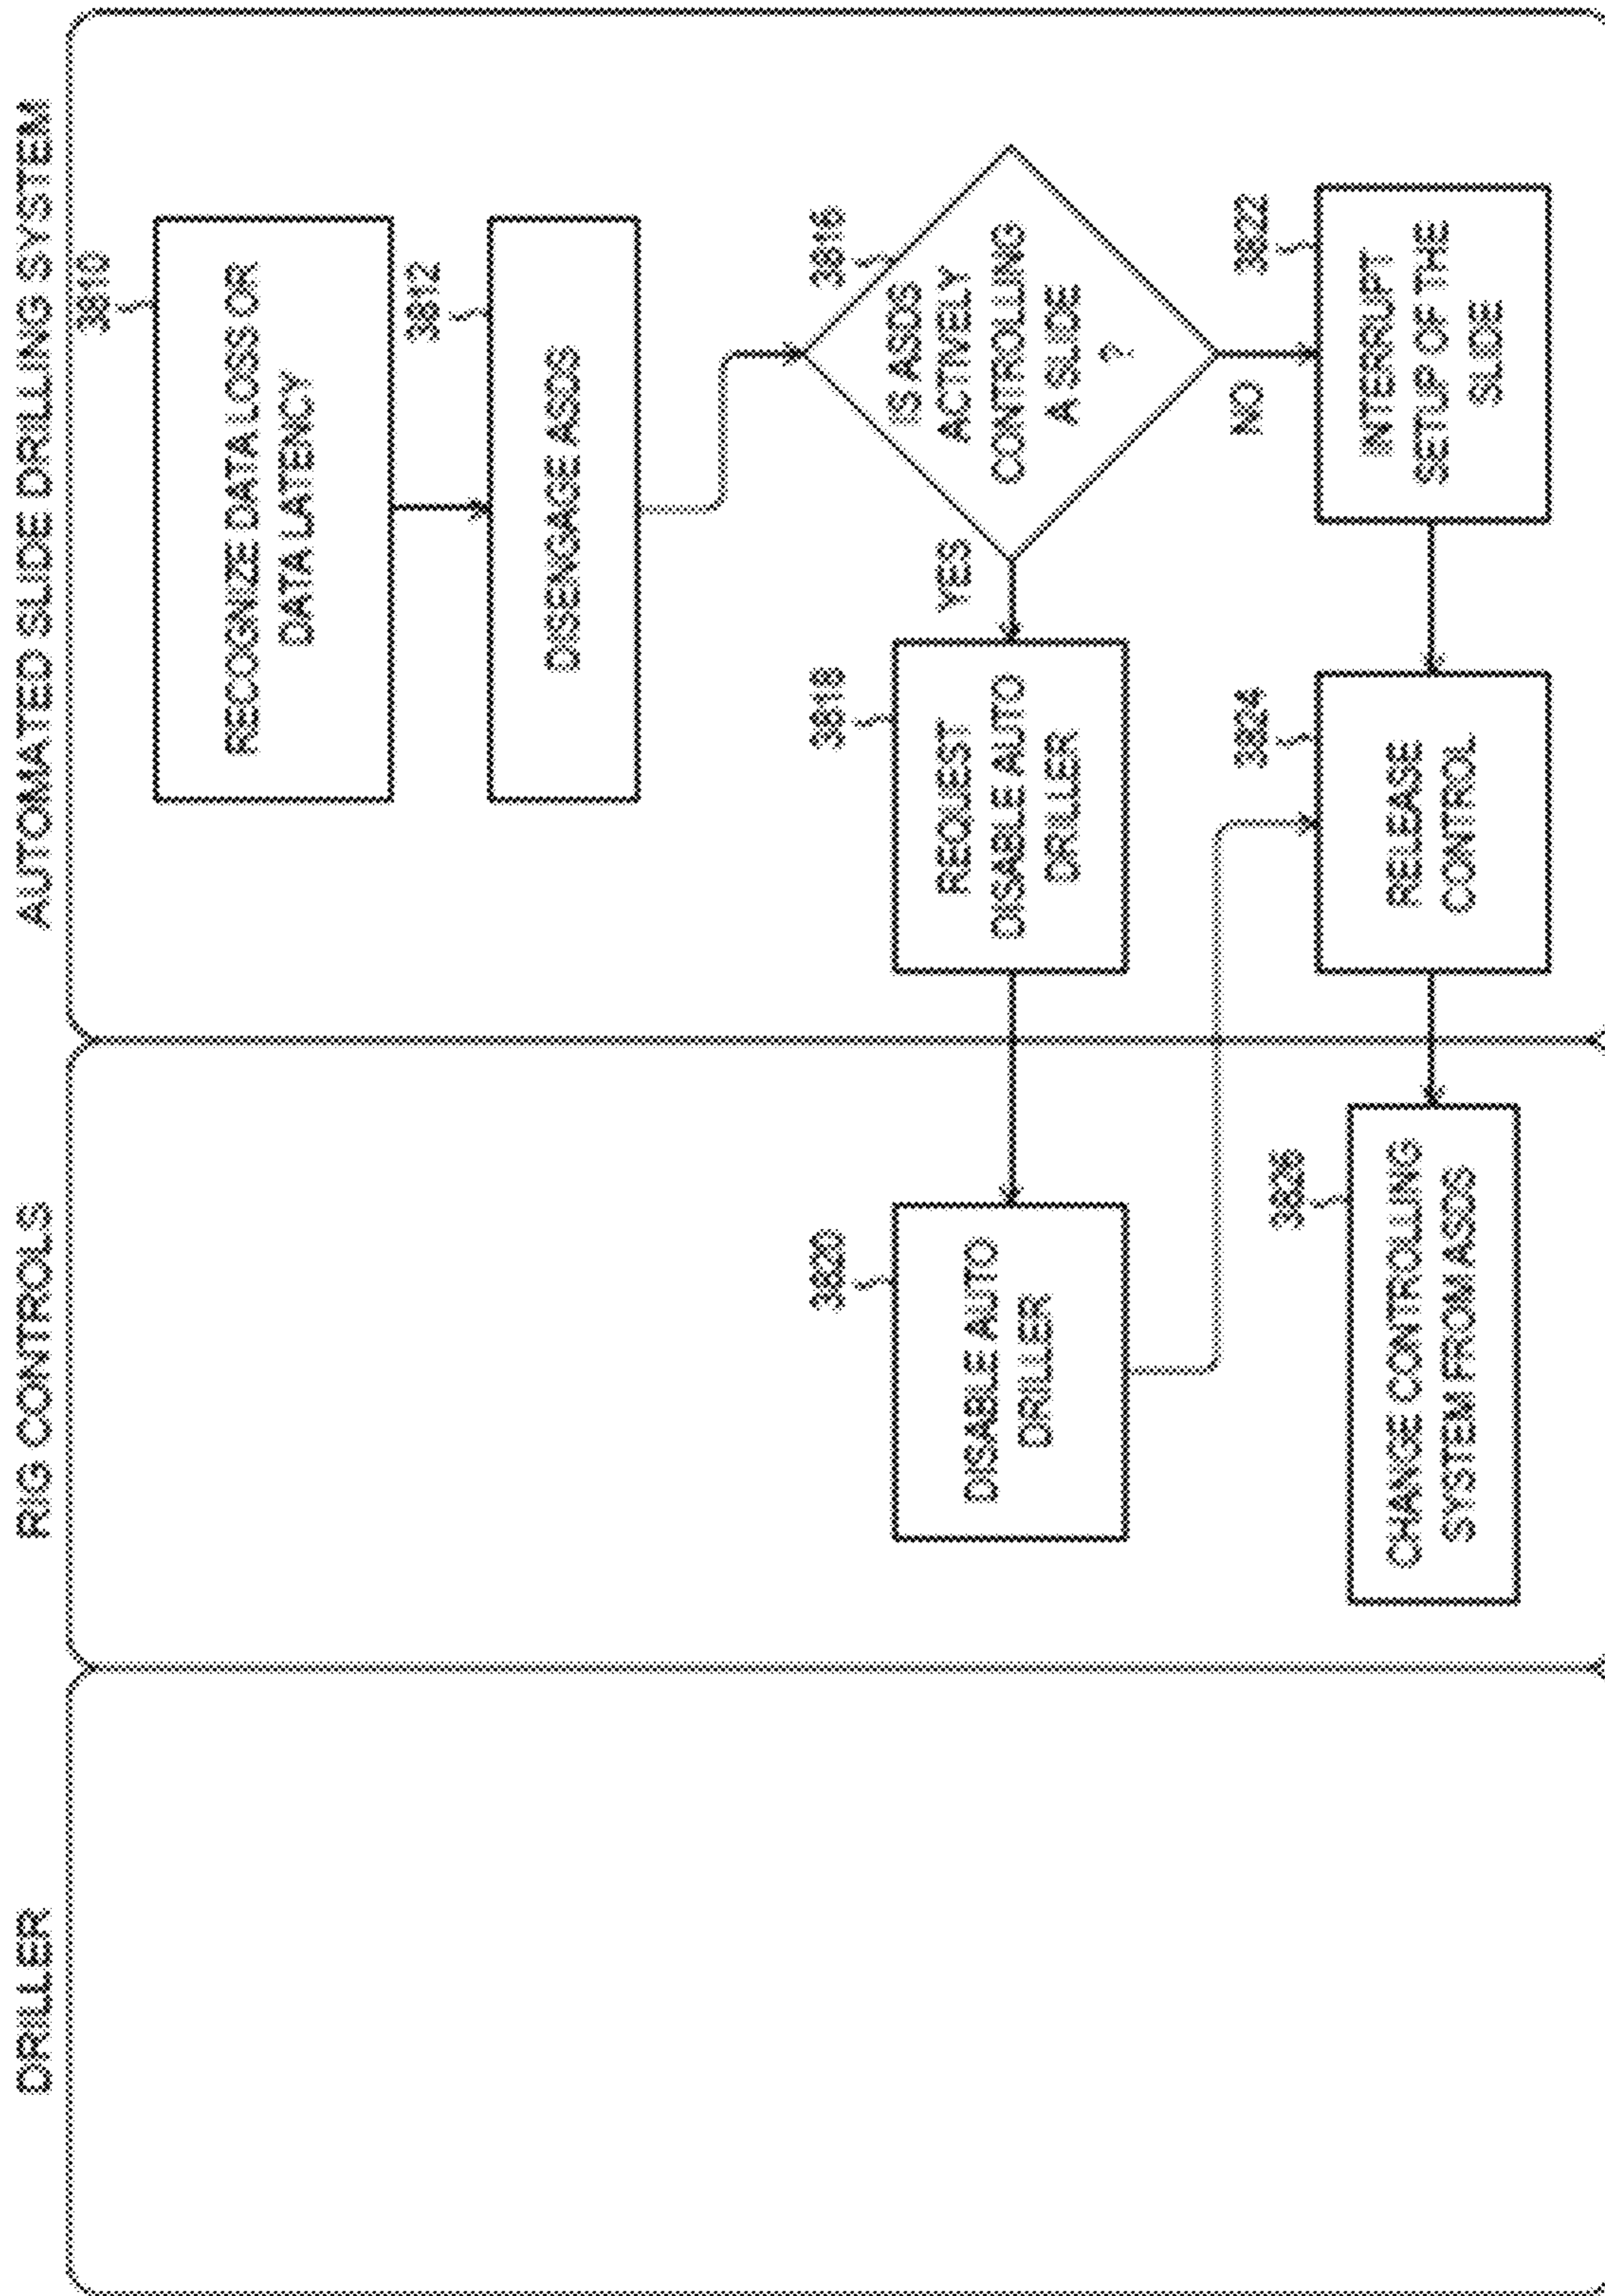 DRILLER
RIG CONTROLS
AUTOMATED SLIDE DRILLING SYSTEM
3810
RECOGNIZE DATA LOSS OR
DATA LATENCY
3812
DISENGAGE ASDS
3816
IS ASDS
ACTIVELY
CONTROLLING
A SLIDE
?
YES
NO
3818
REQUEST
DISABLE AUTO
DRILLER
3820
DISABLE AUTO
DRILLER
3822
INTERRUPT
SETUP OF THE
SLIDE
3824
RELEASE
CONTROL
3826
CHANGE CONTROLLING
SYSTEM FROM ASDS